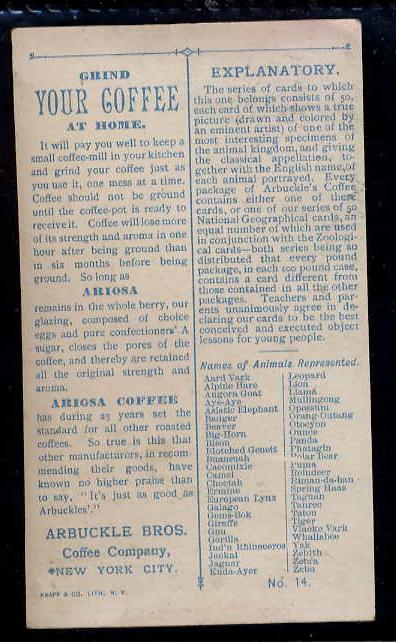 GRIND
YOUR COFFEE
AT HOME.
It will pay you well to keep a
small coffee-mill in your kitchen
and grind your coffee just as
you use it, one mess at a time.
Coffee should not be ground
until the coffee-pot is ready to
receive it. Coffee will lose more
of its strength and aroma in one
hour after being ground than
in six months before being
ground. So long as
ARIOSA
remains in the whole berry, our
glazing, composed of choice
eggs and pure confectioners' A
sugar, closes the pores of the
coffee, and thereby are retained
all the original strength and
aroma.
ARIOSA COFFEE
has during 25 years set the
standard for all other roasted
coffees. So true is this that
other manufacturers, in recom-
mending their goods, have
known no higher praise than
to say, "It's just as good as
Arbuckles'."
ARBUCKLE BROS.
Coffee Company,
NEW YORK CITY.
KNAPP & CO. LITH. N. Y.
EXPLANATORY.
The series of cards to which
this one belongs consists of 50,
each card of which shows a true
picture (drawn and colored by
an eminent artist) of one of the
most interesting specimens of
the animal kingdom, and giving
the classical appellation, to-
gether with the English name, of
each animal portrayed. Every
package of Arbuckle's Coffee
contains either one of these
cards, or one of our series of 50
National Geographical cards, an
equal number of which are used
in conjunction with the Zoologi-
cal cards—both series being so
distributed that every pound
package, in each 100 pound case,
contains a card different from
those contained in all the other
packages. Teachers and par-
ents unanimously agree in de-
claring our cards to be the best
conceived and executed object
lessons for young people.
Names of Animals Represented.
Aard Vark
Alpine Hare
Angora Goat
Aye-Aye
Asiatic Elephant
Badger
Beaver
Big-Horn
Bison
Blotched Genett
Bruaneuah
Cacomixle
Camel
Cheetah
Ermine
European Lynx
Galago
Gems-Bok
Giraffe
Gnu
Gorilla
Ind'n Rhinoceros
Jackal
Jaguar
Kuda-Ayer
Leopard
Lion
Llama
Mullingong
Opossum
Orang-Outang
Otocyon
Ounce
Panda
Phatagin
Polar Bear
Puma
Reindeer
Rimau-da-han
Spring Haas
Taguan
Tanrec
Tatou
Tiger
Vlacke Vark
Whallabee
Yak
Zenith
Zebra
Zebu
No. 14.